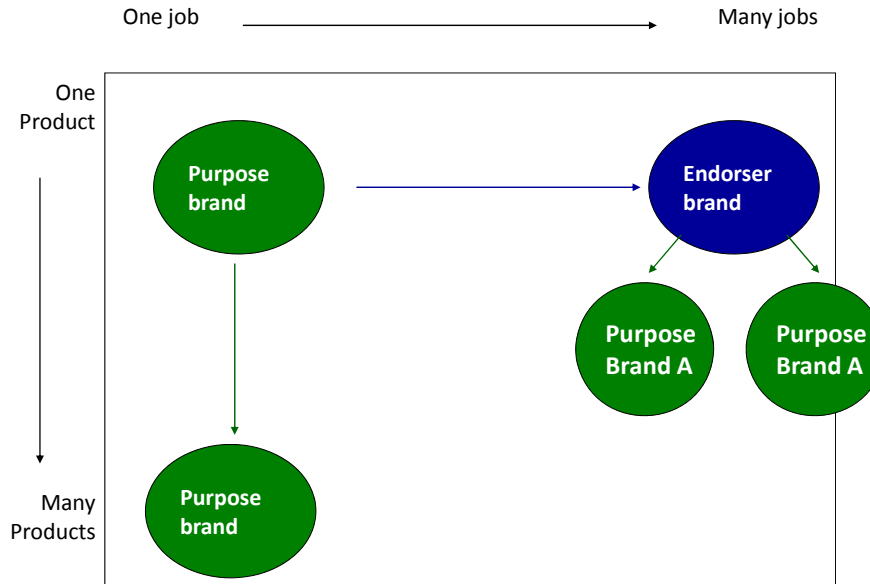 One job
Many jobs
One
Product
Purpose
brand
Endorser
brand
Purpose
Brand A
Purpose
Brand A
Many
Products
Purpose
brand